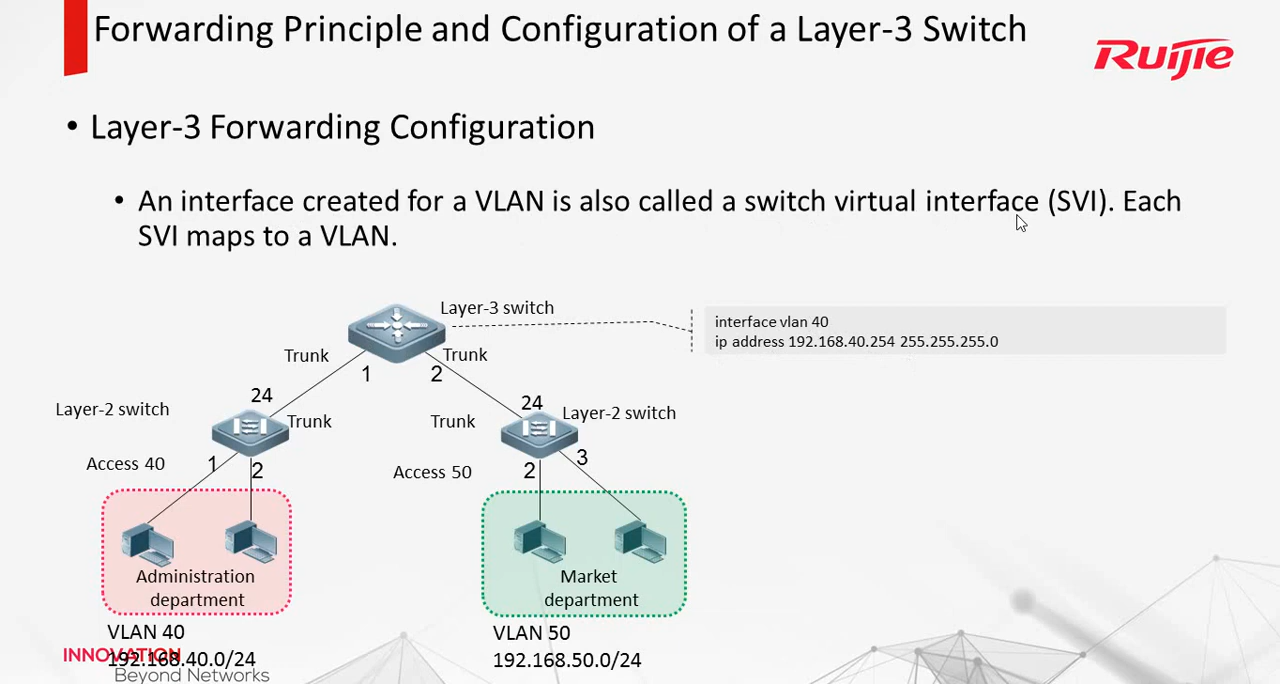 Forwarding Principle and Configuration of a Layer-3 Switch
Ruijie
• Layer-3 Forwarding Configuration
• An interface created for a VLAN is also called a switch virtual interface (SVI). Each
SVI maps to a VLAN.
Layer-3 switch
interface vlan 40
ip address 192.168.40.254 255.255.255.0
Trunk
Trunk
1
2
24
24
Layer-2 switch
Layer-2 switch
Trunk
Trunk
Access 40
1
2
Access 50
2
3
Administration
department
Market
department
VLAN 40
192.168.40.0/24
VLAN 50
192.168.50.0/24
INNOVATION
Beyond Networks